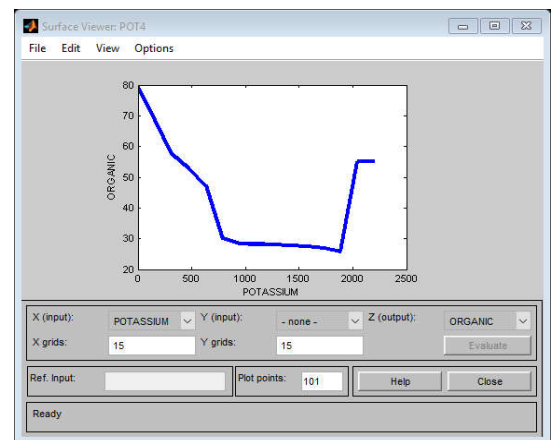 Surface Viewer: POT4
File Edit View Options
80
70
60
50
40
30
20
ORGANIC
0 500 1000 1500 2000 2500
POTASSIUM
X (input): POTASSIUM Y (input): - none - Z (output): ORGANIC
X grids: 15 Y grids: 15 Evaluate
Ref. Input: Plot points: 101 Help Close
Ready